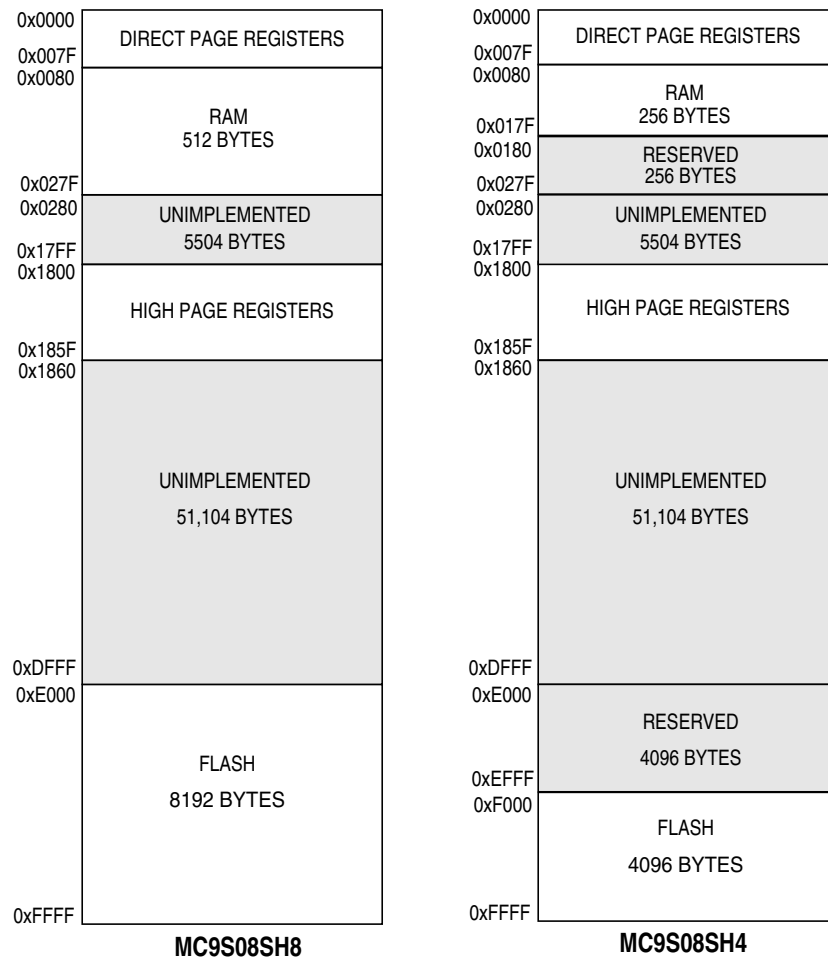 0x0000
DIRECT PAGE REGISTERS
0x007F
0x0080
RAM
512 BYTES
0x027F
0x0280
UNIMPLEMENTED
5504 BYTES
0x17FF
0x1800
HIGH PAGE REGISTERS
0x185F
0x1860
UNIMPLEMENTED
51,104 BYTES
0xDFFF
0xE000
FLASH
8192 BYTES
0xFFFF
MC9S08SH8
0x0000
DIRECT PAGE REGISTERS
0x007F
0x0080
RAM
256 BYTES
0x017F
0x0180
RESERVED
256 BYTES
0x027F
0x0280
UNIMPLEMENTED
5504 BYTES
0x17FF
0x1800
HIGH PAGE REGISTERS
0x185F
0x1860
UNIMPLEMENTED
51,104 BYTES
0xDFFF
0xE000
RESERVED
4096 BYTES
0xEFFF
0xF000
FLASH
4096 BYTES
0xFFFF
MC9S08SH4